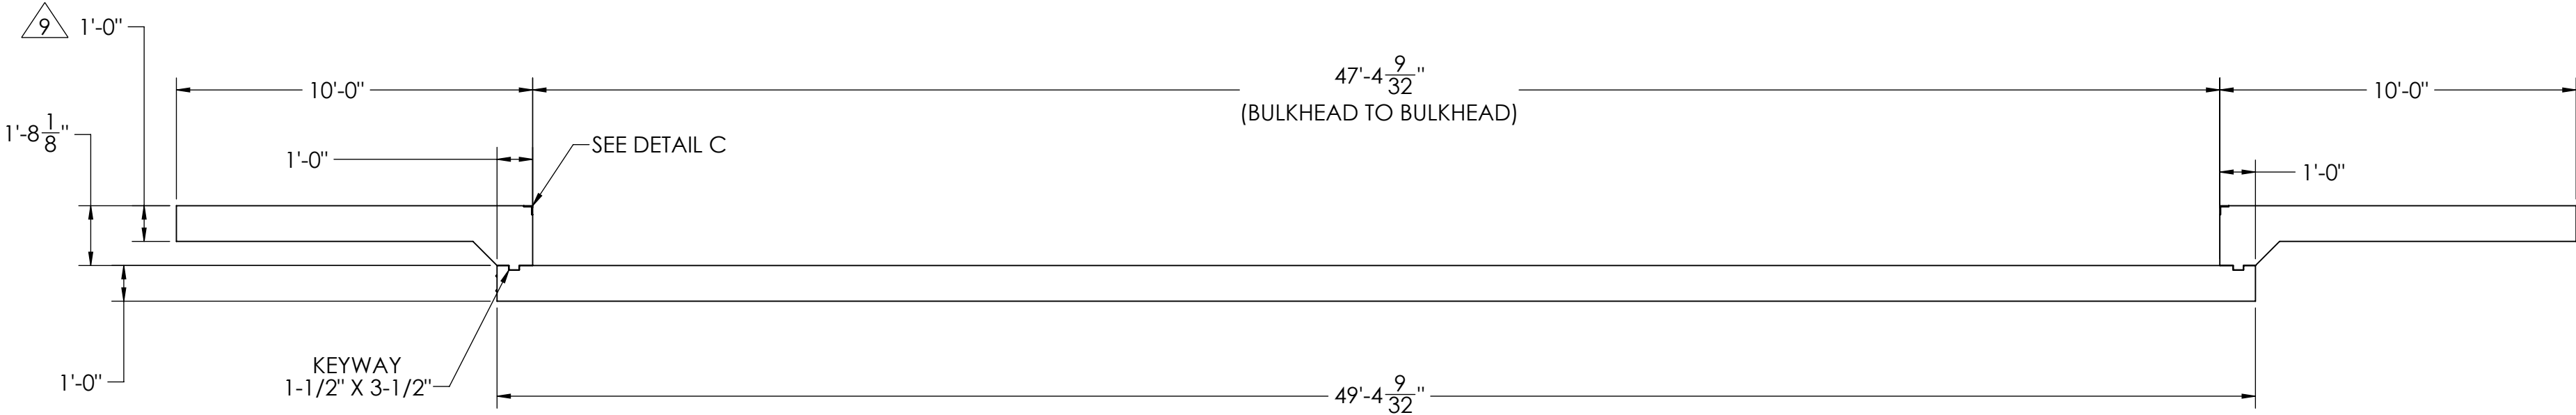 9
1'-0"
10'-0"
47'-4 9/32"
(BULKHEAD TO BULKHEAD)
10'-0"
1'-8 1/8"
1'-0"
SEE DETAIL C
1'-0"
1'-0"
KEYWAY
1-1/2" X 3-1/2"
49'-4 9/32"